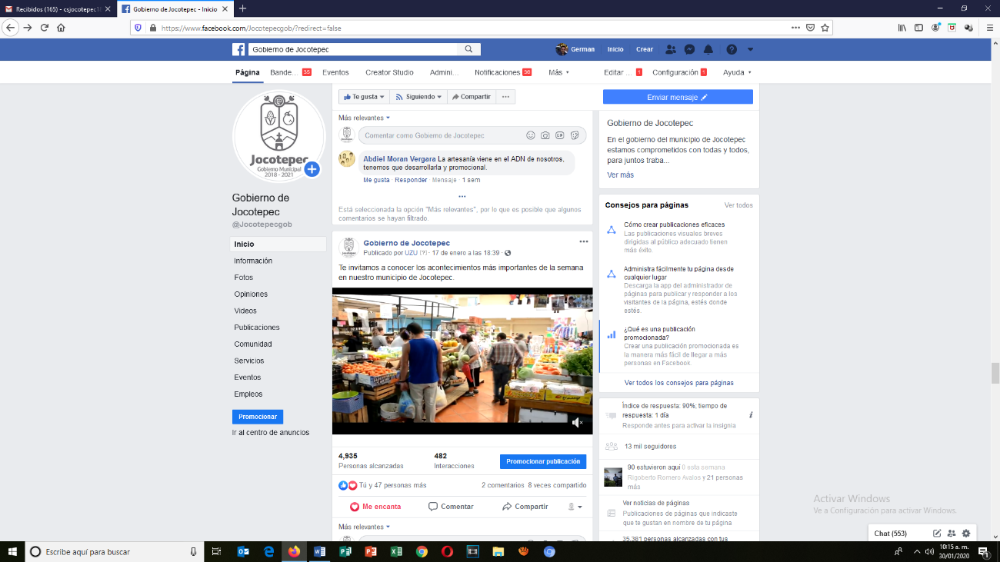 Recibidos (165) - csjocotepec1
Gobierno de Jocotepec - Inicio
https://www.facebook.com/Jocotepecgob/?redirect=false
Gobierno de Jocotepec
German
Inicio
Crear
Página
Bande... 35
Eventos
Creator Studio
Admini...
Notificaciones 36
Más
Editar ... 1
Configuración 1
Ayuda
Jocotepec
Gobierno Municipal
2018 - 2021
Gobierno de
Jocotepec
@Jocotepecgob
Inicio
Información
Fotos
Opiniones
Videos
Publicaciones
Comunidad
Servicios
Eventos
Empleos
Promocionar
Ir al centro de anuncios
Te gusta
Siguiendo
Compartir
Más relevantes
Comentar como Gobierno de Jocotepec
Abdiel Moran Vergara La artesanía viene en el ADN de nosotros,
tenemos que desarrollarla y promocional.
Me gusta · Responder · Mensaje · 1 sem
Está seleccionada la opción "Más relevantes", por lo que es posible que algunos
comentarios se hayan filtrado.
Gobierno de Jocotepec
Publicado por UZU [?] · 17 de enero a las 18:39 ·
Te invitamos a conocer los acontecimientos más importantes de la semana
en nuestro municipio de Jocotepec.
4,935
Personas alcanzadas
482
Interacciones
Promocionar publicación
Tú y 47 personas más
2 comentarios 8 veces compartido
Me encanta
Comentar
Compartir
Más relevantes
Enviar mensaje
Gobierno de Jocotepec
En el gobierno del municipio de Jocotepec
estamos comprometidos con todas y todos,
para juntos traba...
Ver más
Consejos para páginas
Ver todos
Cómo crear publicaciones eficaces
Las publicaciones visuales breves
dirigidas al público adecuado tienen
más éxito.
Administra fácilmente tu página desde
cualquier lugar
Descarga la app del administrador de
páginas para publicar y responder a los
visitantes de la página, estés donde
estés.
¿Qué es una publicación
promocionada?
Crear una publicación promocionada es
la manera más fácil de llegar a más
personas en Facebook.
Ver todos los consejos para páginas
Índice de respuesta: 90%; tiempo de
respuesta: 1 día
Responde antes para activar la insignia
13 mil seguidores
90 estuvieron aquí 0 esta semana
Rigoberto Romero Avalos y 21 personas
más
Ver noticias de páginas
Publicaciones de páginas que indicaste
que te gustan en nombre de tu página
35,381 personas alcanzadas con tus
Activar Windows
Ve a Configuración para activar Windows.
Chat (553)
Escribe aquí para buscar
10:15 a. m.
30/01/2020
1